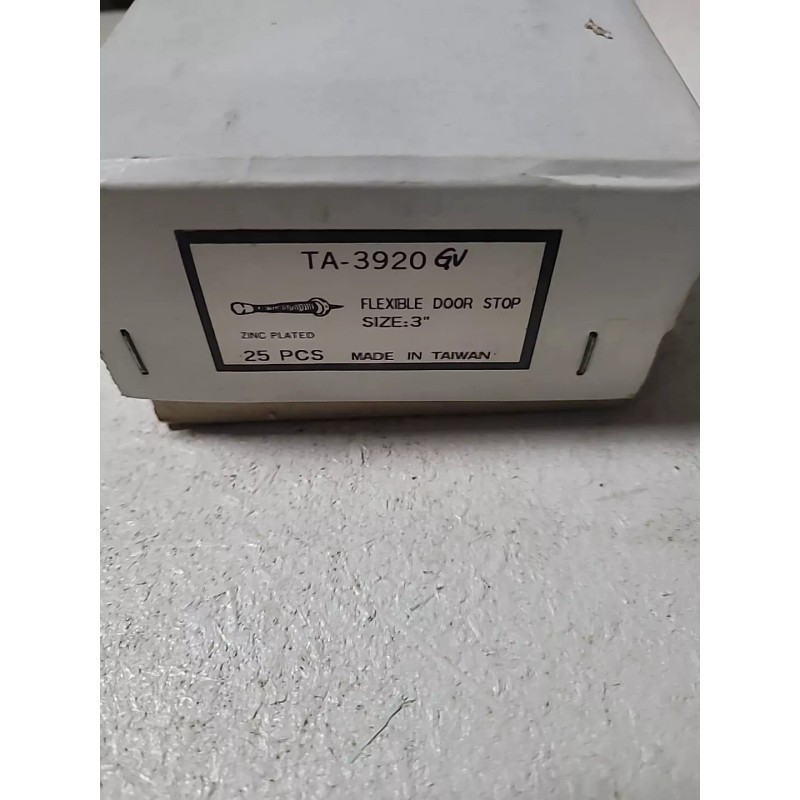 TA-3920 GV
FLEXIBLE DOOR STOP
SIZE:3"
ZINC PLATED
25 PCS MADE IN TAIWAN